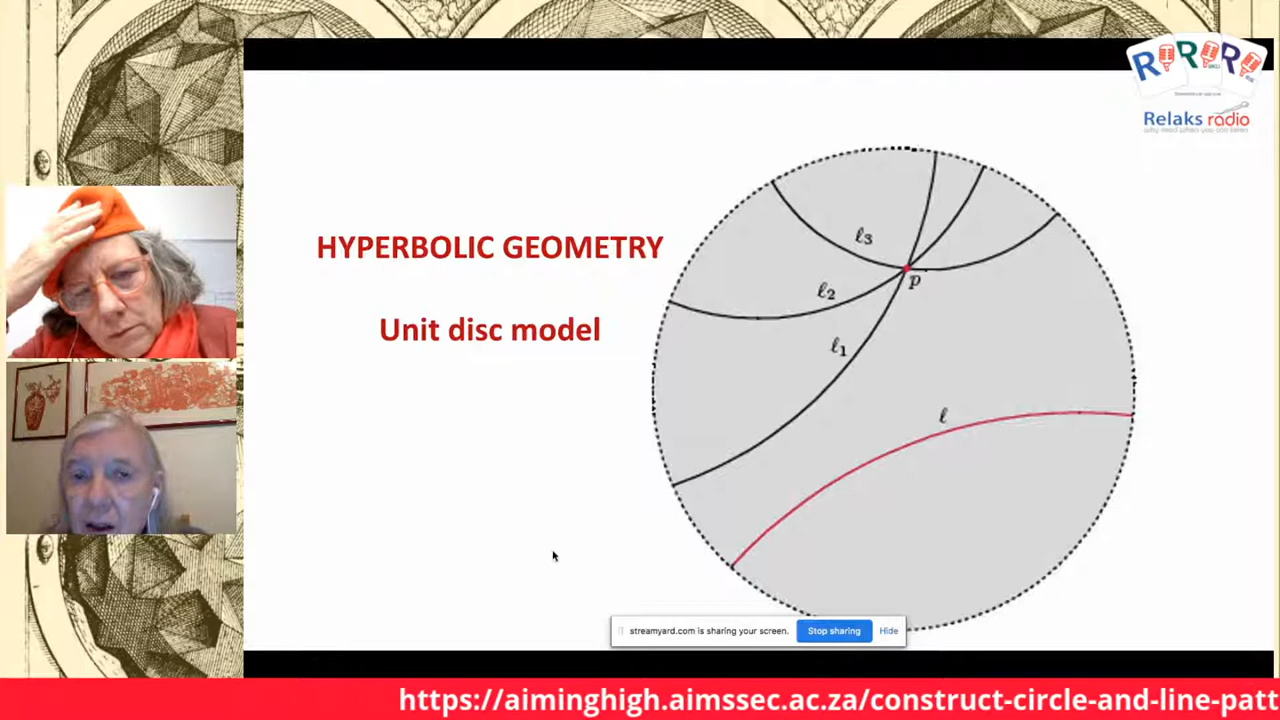 RRR
Relaks radio
HYPERBOLIC GEOMETRY
Unit disc model
ℓ3
p
ℓ2
ℓ1
ℓ
streamyard.com is sharing your screen. Stop sharing Hide
https://aiminghigh.aimssec.ac.za/construct-circle-and-line-patt